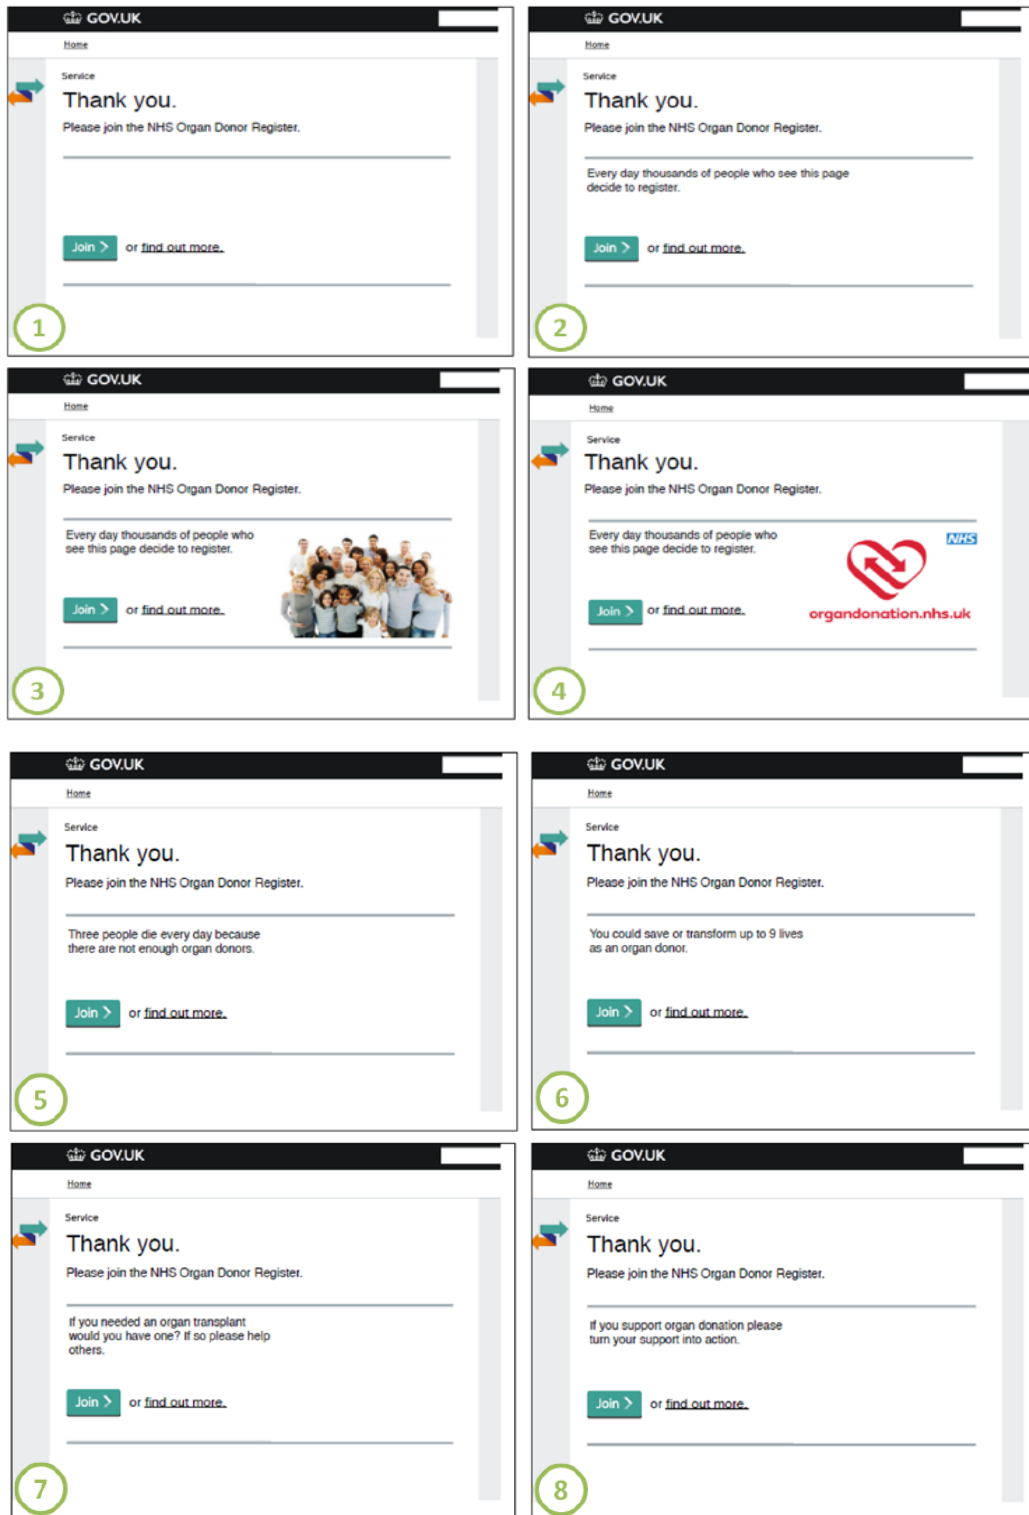 GOV.UK
Home
Service
Thank you.
Please join the NHS Organ Donor Register.
Join > or find out more.
1
GOV.UK
Home
Service
Thank you.
Please join the NHS Organ Donor Register.
Every day thousands of people who see this page
decide to register.
Join > or find out more.
2
GOV.UK
Home
Service
Thank you.
Please join the NHS Organ Donor Register.
Every day thousands of people who
see this page decide to register.
Join > or find out more.
3
GOV.UK
Home
Service
Thank you.
Please join the NHS Organ Donor Register.
Every day thousands of people who
see this page decide to register.
NHS
Join > or find out more.
organdonation.nhs.uk
4
GOV.UK
Home
Service
Thank you.
Please join the NHS Organ Donor Register.
Three people die every day because
there are not enough organ donors.
Join > or find out more.
5
GOV.UK
Home
Service
Thank you.
Please join the NHS Organ Donor Register.
You could save or transform up to 9 lives
as an organ donor.
Join > or find out more.
6
GOV.UK
Home
Service
Thank you.
Please join the NHS Organ Donor Register.
If you needed an organ transplant
would you have one? If so please help
others.
Join > or find out more.
7
GOV.UK
Home
Service
Thank you.
Please join the NHS Organ Donor Register.
If you support organ donation please
turn your support into action.
Join > or find out more.
8